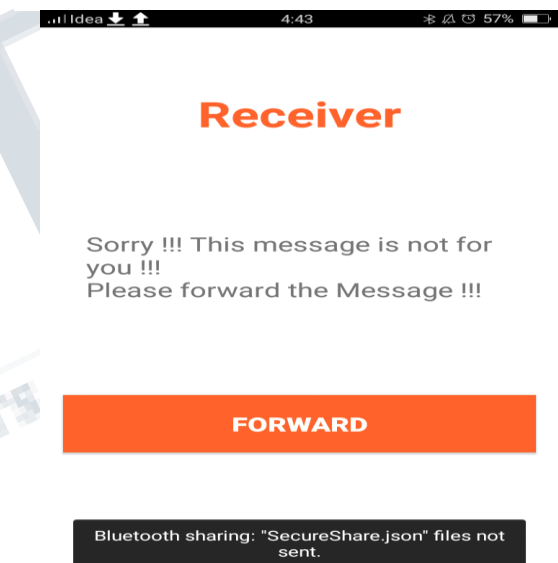 Idea 4:43 57%
Receiver
Sorry !!! This message is not for
you !!!
Please forward the Message !!!
FORWARD
Bluetooth sharing: "SecureShare.json" files not
sent.